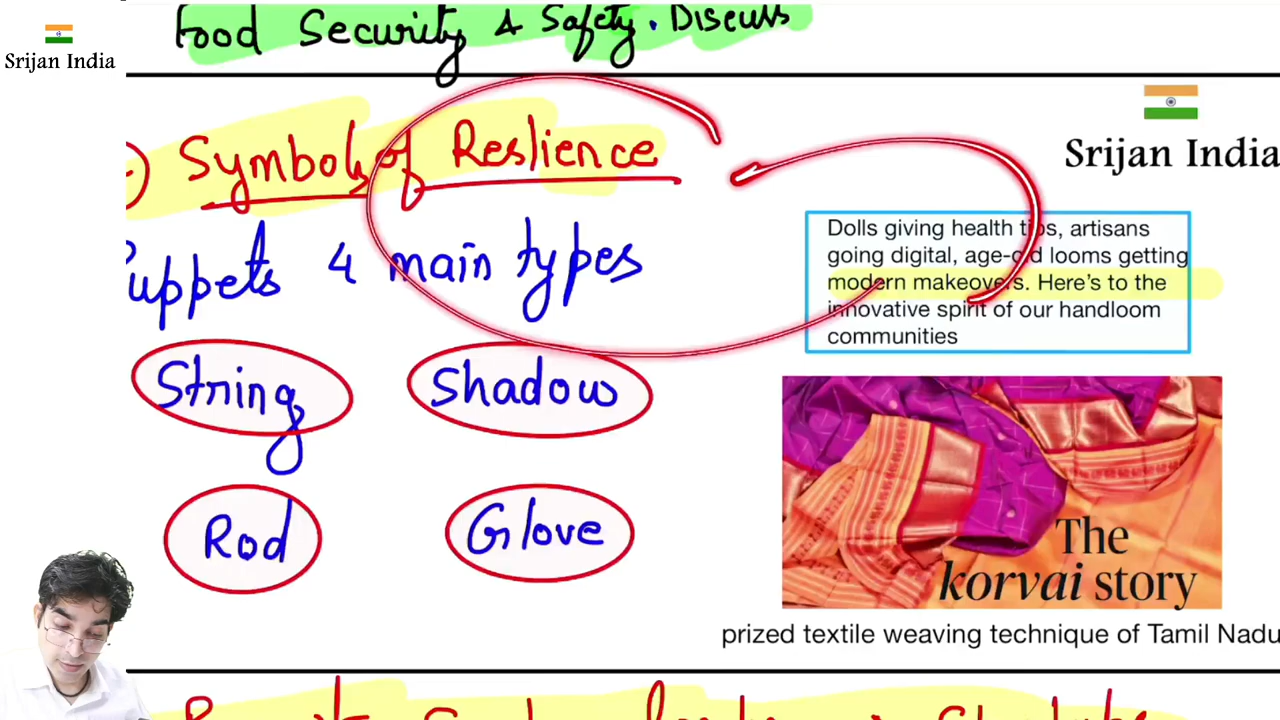 Food Security & Safety. Discuss
Srijan India
Symbols of Reslience
Puppets 4 main types
String
Shadow
Rod
Glove
Srijan India
Dolls giving health tips, artisans
going digital, age-old looms getting
modern makeovers. Here's to the
innovative spirit of our handloom
communities
The
korvai story
prized textile weaving technique of Tamil Nadu